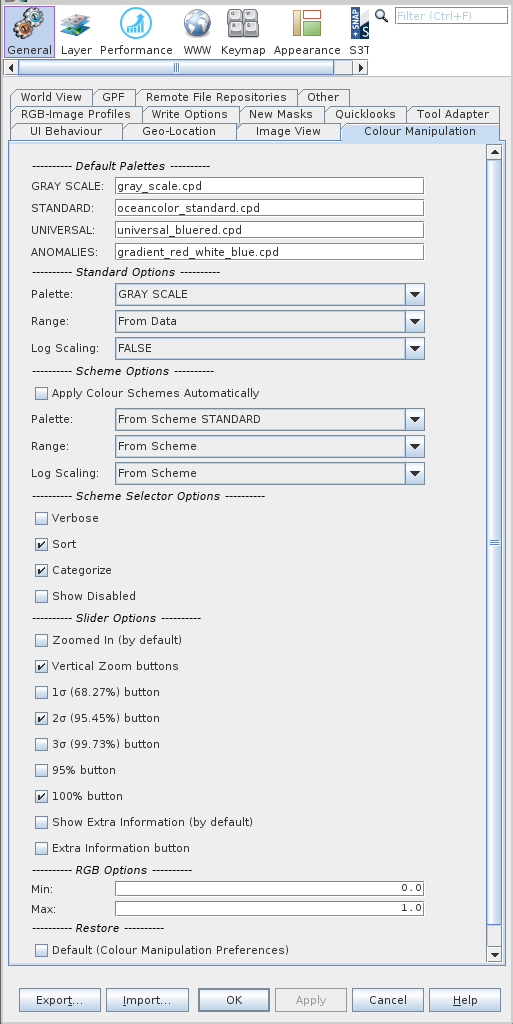 Filter (Ctrl+F)
General Layer Performance WWW Keymap Appearance S3T
+ SNAP S
World View GPF Remote File Repositories Other
RGB-Image Profiles Write Options New Masks Quicklooks Tool Adapter
UI Behaviour Geo-Location Image View Colour Manipulation
---------- Default Palettes ----------
GRAY SCALE: gray_scale.cpd
STANDARD: oceancolor_standard.cpd
UNIVERSAL: universal_bluered.cpd
ANOMALIES: gradient_red_white_blue.cpd
---------- Standard Options ----------
Palette: GRAY SCALE
Range: From Data
Log Scaling: FALSE
---------- Scheme Options ----------
Apply Colour Schemes Automatically
Palette: From Scheme STANDARD
Range: From Scheme
Log Scaling: From Scheme
---------- Scheme Selector Options ----------
Verbose
Sort
Categorize
Show Disabled
---------- Slider Options ----------
Zoomed In (by default)
Vertical Zoom buttons
1σ (68.27%) button
2σ (95.45%) button
3σ (99.73%) button
95% button
100% button
Show Extra Information (by default)
Extra Information button
---------- RGB Options ----------
Min: 0.0
Max: 1.0
---------- Restore ----------
Default (Colour Manipulation Preferences)
Export... Import... OK Apply Cancel Help